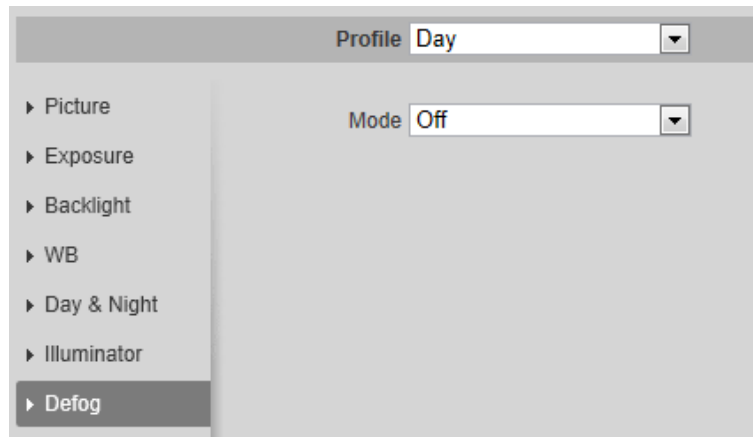 Profile Day
Picture
Mode Off
Exposure
Backlight
WB
Day & Night
Illuminator
Defog